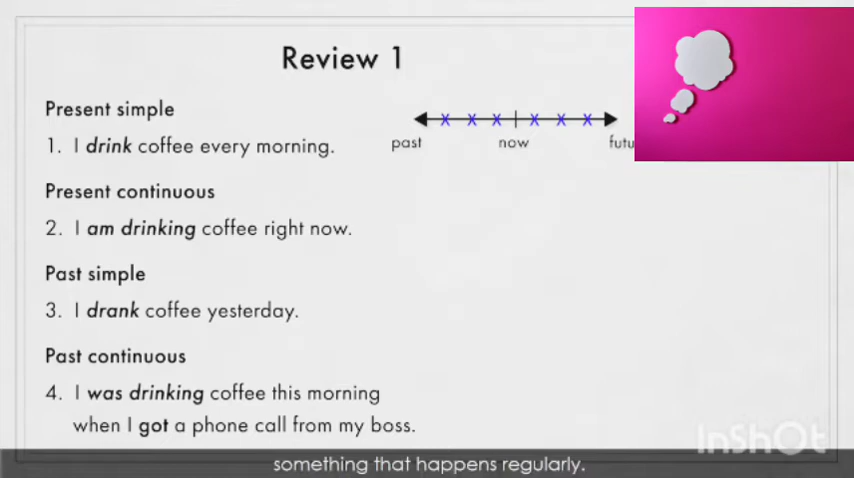 Review 1
Present simple
1. I drink coffee every morning.
past now futu
Present continuous
2. I am drinking coffee right now.
Past simple
3. I drank coffee yesterday.
Past continuous
4. I was drinking coffee this morning
when I got a phone call from my boss.
InShOt
something that happens regularly.